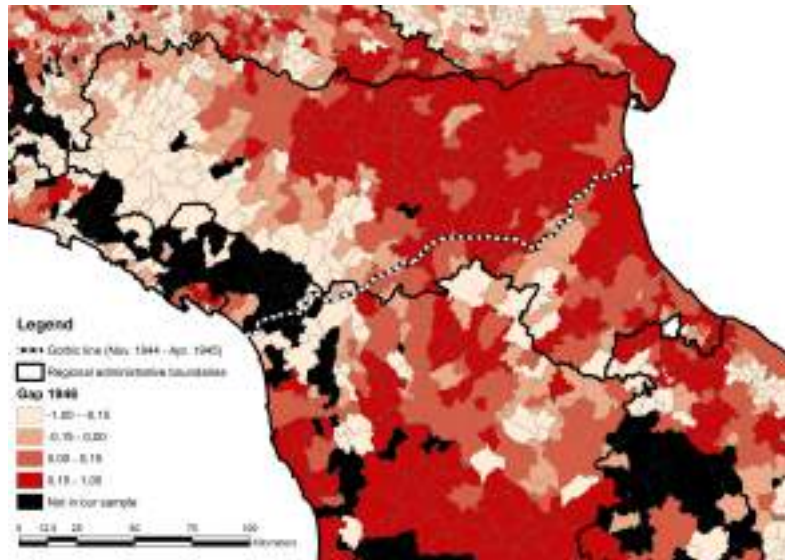 Legend
Gothic line (Nov. 1944 - Apr. 1945)
Regional administrative boundaries
Gap 1946
-1.00 - -0.15
-0.15 - 0.00
0.00 - 0.15
0.15 - 1.00
Not in our sample
0 12.5 25 50 75 100
Kilometers